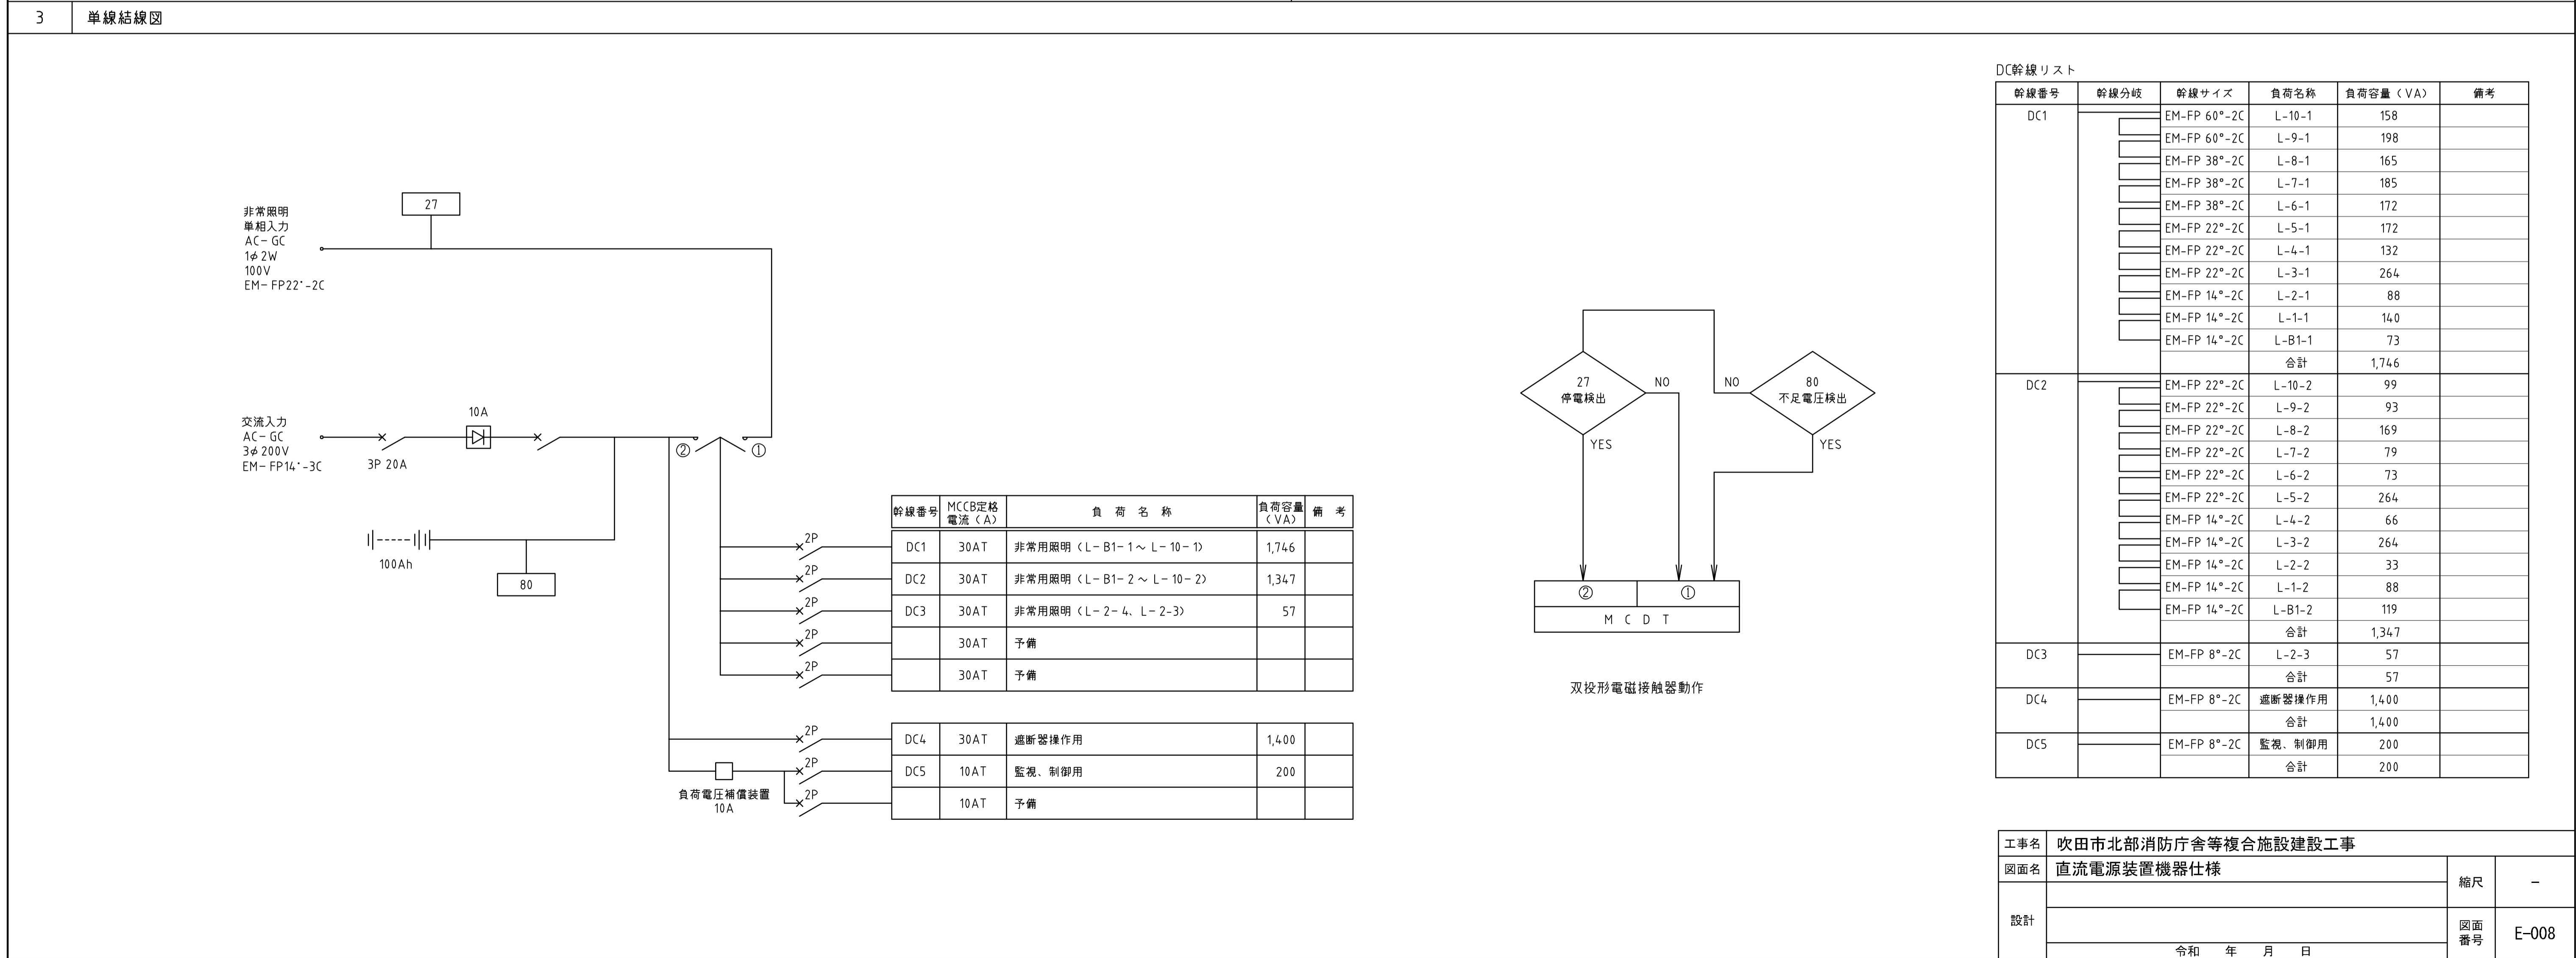 3 単線結線図
非常照明
単相入力
AC-GC
1φ2W
100V
EM-FP22°-2C
27
交流入力
AC-GC
3φ200V
EM-FP14°-3C
3P 20A
10A
② ①
100Ah
80
負荷電圧補償装置
10A
幹線番号 MCCB定格電流（A） 負荷名称 負荷容量（VA） 備考
2P DC1 30AT 非常用照明（L-B1-1～L-10-1） 1,746
2P DC2 30AT 非常用照明（L-B1-2～L-10-2） 1,347
2P DC3 30AT 非常用照明（L-2-4、L-2-3） 57
2P 30AT 予備
2P 30AT 予備
2P DC4 30AT 遮断器操作用 1,400
2P DC5 10AT 監視、制御用 200
2P 10AT 予備
27
停電検出
NO
YES
80
不足電圧検出
NO
YES
② ①
MCDT
双投形電磁接触器動作
DC幹線リスト
幹線番号 幹線分岐 幹線サイズ 負荷名称 負荷容量（VA） 備考
DC1 EM-FP 60°-2C L-10-1 158
EM-FP 60°-2C L-9-1 198
EM-FP 38°-2C L-8-1 165
EM-FP 38°-2C L-7-1 185
EM-FP 38°-2C L-6-1 172
EM-FP 22°-2C L-5-1 172
EM-FP 22°-2C L-4-1 132
EM-FP 22°-2C L-3-1 264
EM-FP 14°-2C L-2-1 88
EM-FP 14°-2C L-1-1 140
EM-FP 14°-2C L-B1-1 73
合計 1,746
DC2 EM-FP 22°-2C L-10-2 99
EM-FP 22°-2C L-9-2 93
EM-FP 22°-2C L-8-2 169
EM-FP 22°-2C L-7-2 79
EM-FP 22°-2C L-6-2 73
EM-FP 22°-2C L-5-2 264
EM-FP 14°-2C L-4-2 66
EM-FP 14°-2C L-3-2 264
EM-FP 14°-2C L-2-2 33
EM-FP 14°-2C L-1-2 88
EM-FP 14°-2C L-B1-2 119
合計 1,347
DC3 EM-FP 8°-2C L-2-3 57
合計 57
DC4 EM-FP 8°-2C 遮断器操作用 1,400
合計 1,400
DC5 EM-FP 8°-2C 監視、制御用 200
合計 200
工事名 吹田市北部消防庁舎等複合施設建設工事
図面名 直流電源装置機器仕様
縮尺 -
設計
図面番号 E-008
令和 年 月 日